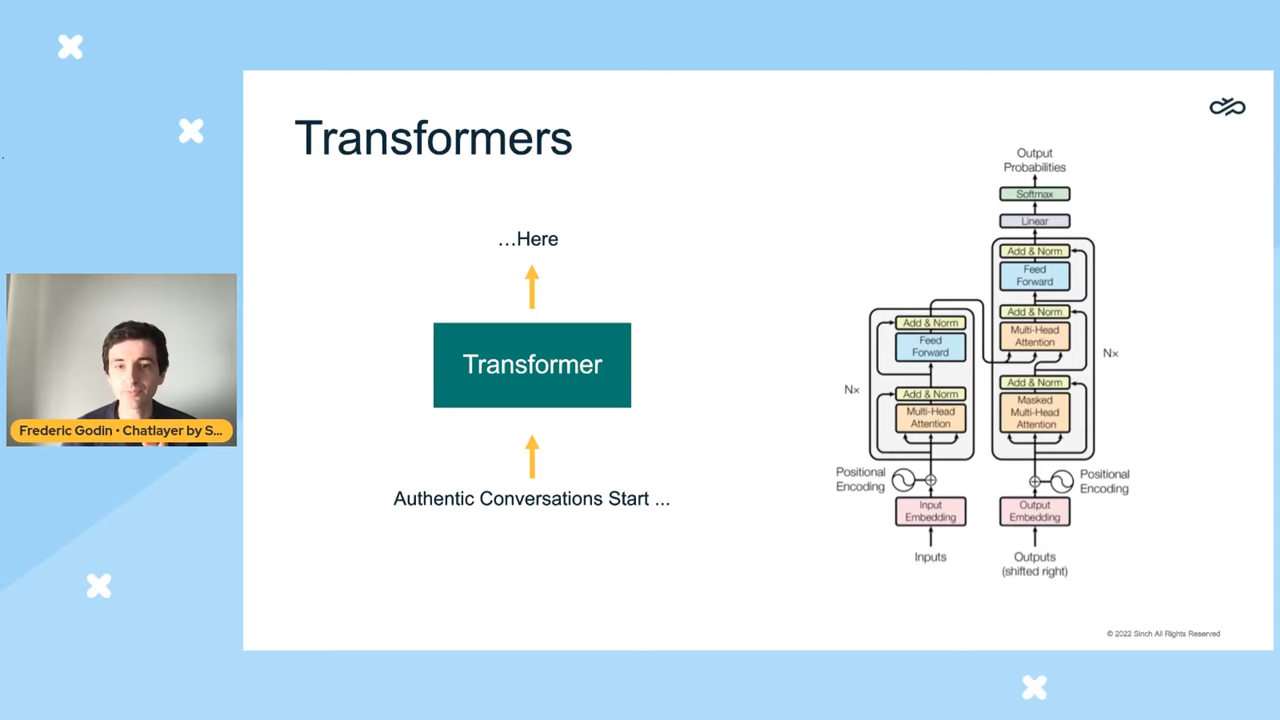 Transformers
...Here
Transformer
Authentic Conversations Start ...
Output
Probabilities
Softmax
Linear
Add & Norm
Feed
Forward
Add & Norm
Multi-Head
Attention
Add & Norm
Masked
Multi-Head
Attention
Nx
Add & Norm
Feed
Forward
Add & Norm
Multi-Head
Attention
Nx
Positional
Encoding
Positional
Encoding
Input
Embedding
Output
Embedding
Inputs
Outputs
(shifted right)
Frederic Godin • Chatlayer by S...
© 2022 Sinch All Rights Reserved